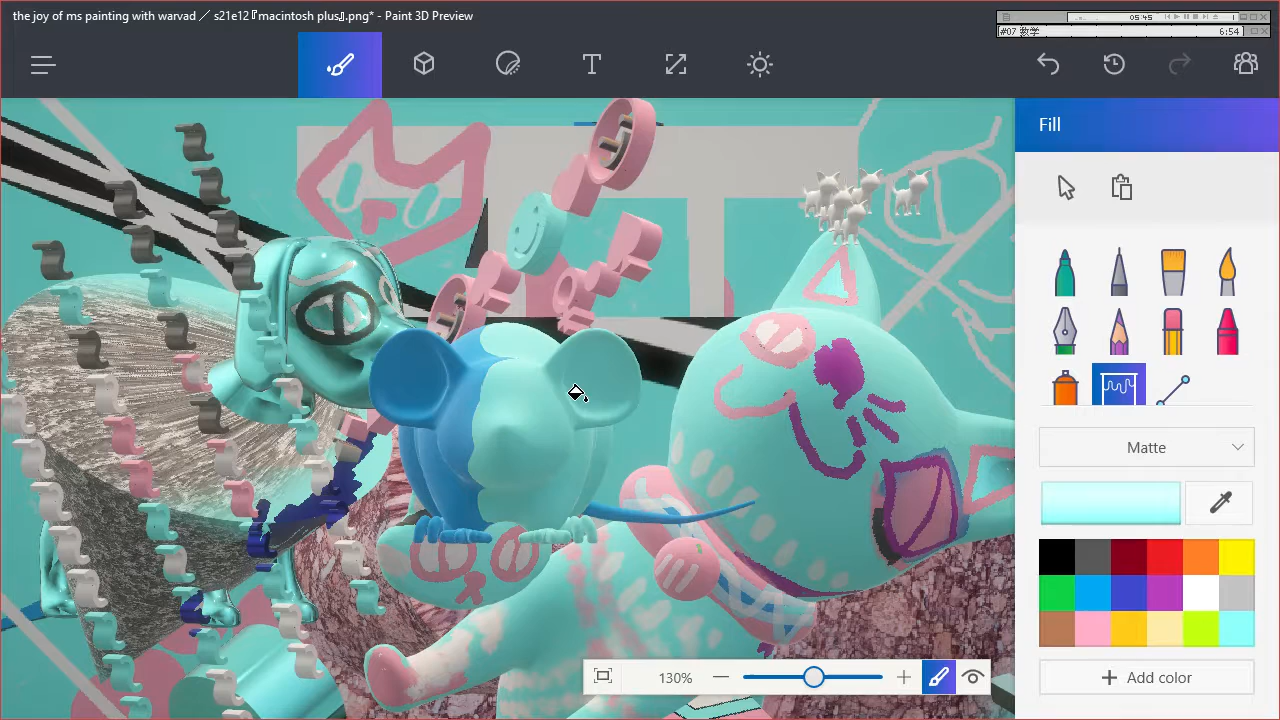 the joy of ms painting with warvad ／ s21e12『macintosh plus』.png* - Paint 3D Preview
05:45
#07 数学
6:54
Fill
Matte
130%
Add color